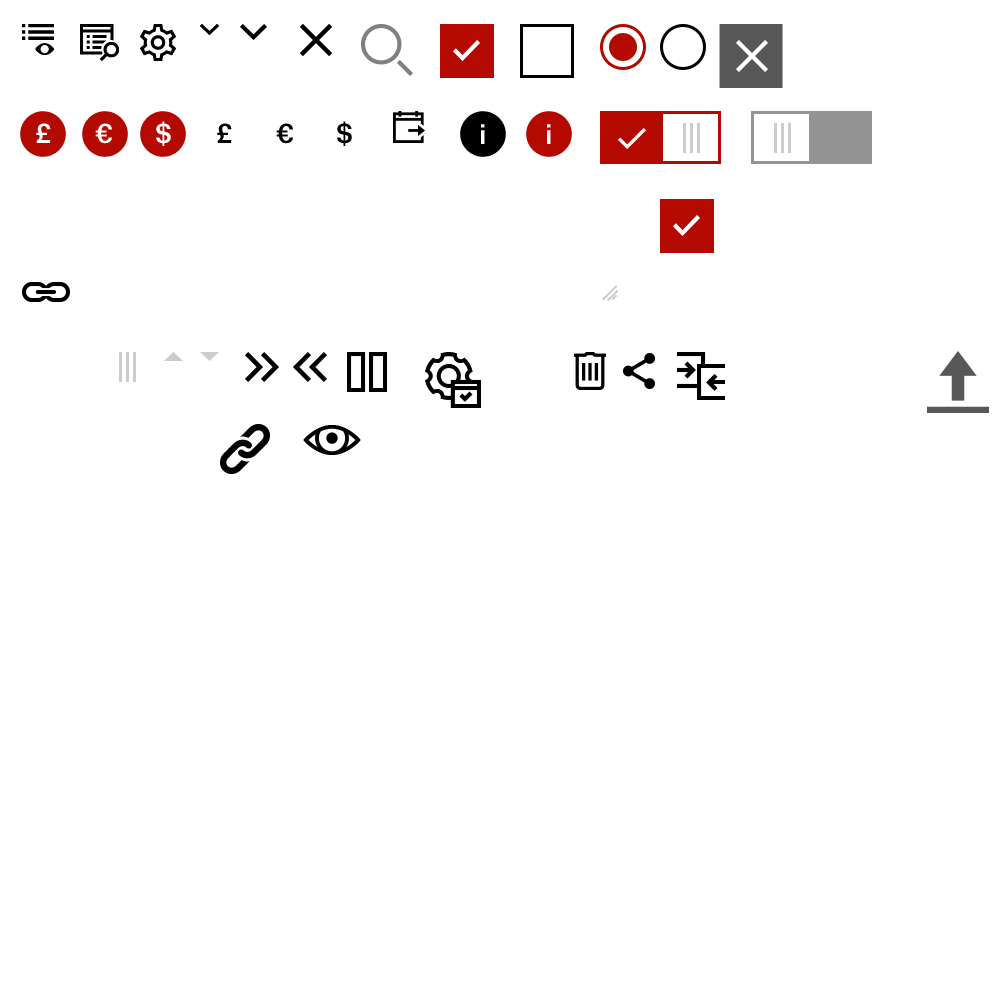 £ € $ £ € $ i i